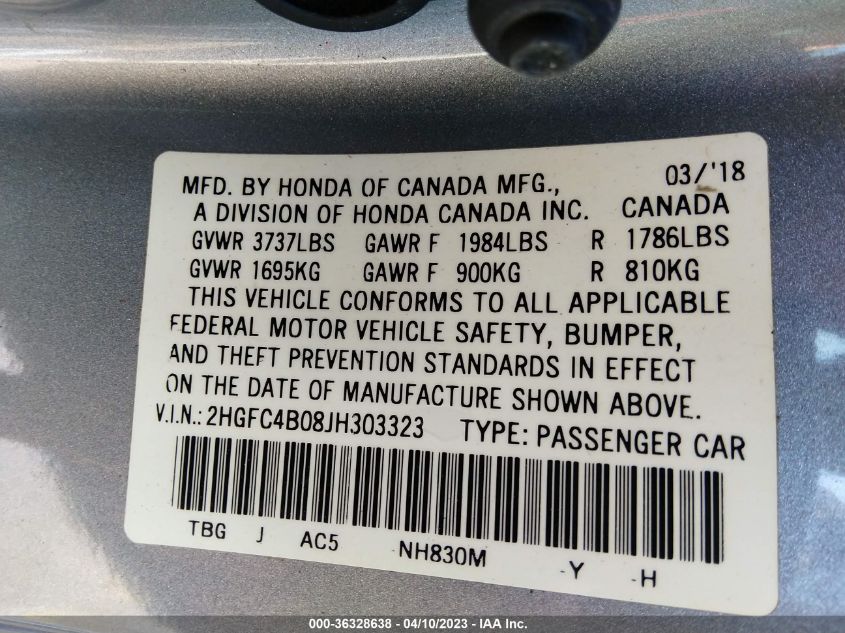 MFD. BY HONDA OF CANADA MFG., 03/'18
A DIVISION OF HONDA CANADA INC. CANADA
GVWR 3737LBS GAWR F 1984LBS R 1786LBS
GVWR 1695KG GAWR F 900KG R 810KG
THIS VEHICLE CONFORMS TO ALL APPLICABLE
FEDERAL MOTOR VEHICLE SAFETY, BUMPER,
AND THEFT PREVENTION STANDARDS IN EFFECT
ON THE DATE OF MANUFACTURE SHOWN ABOVE.
V.I.N.: 2HGFC4B08JH303323 TYPE: PASSENGER CAR
TBG J AC5 NH830M -Y -H
000-36328638 - 04/10/2023 - IAA Inc.